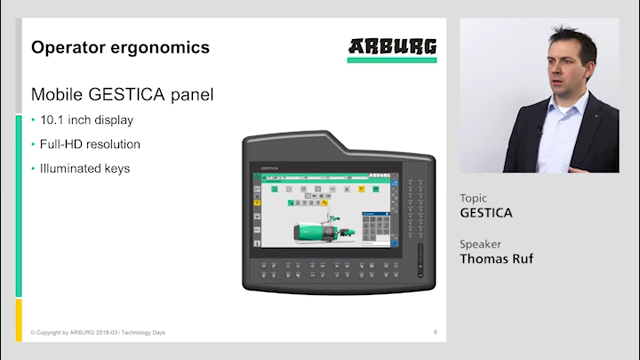 Operator ergonomics
ARBURG
Mobile GESTICA panel
• 10.1 inch display
• Full-HD resolution
• Illuminated keys
GESTICA
Topic
GESTICA
Speaker
Thomas Ruf
© Copyright by ARBURG 2018-03 / Technology Days
6